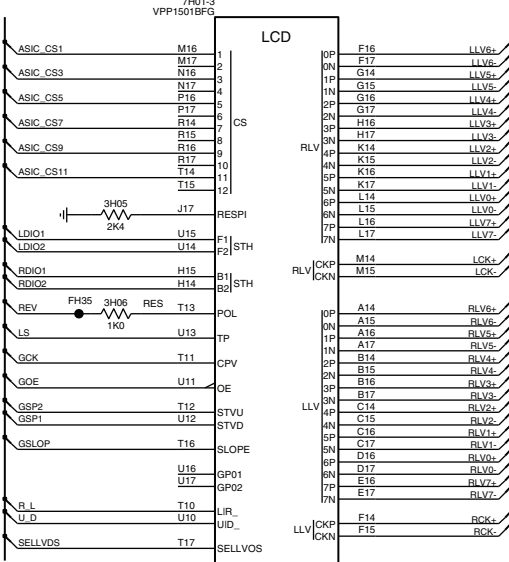 7H01-3
VPP1501BFG
LCD
ASIC_CS1 M16 1
M17 2
ASIC_CS3 N16 3
N17 4
ASIC_CS5 P16 5
P17 6
ASIC_CS7 R14 7
R15 8
ASIC_CS9 R16 9
R17 10
ASIC_CS11 T14 11
T15 12
CS
3H05 J17 RESPI
2K4
LDIO1 U15 F1
LDIO2 U14 F2 STH
RDIO1 H15 B1
RDIO2 H14 B2 STH
REV FH35 3H06 RES T13 POL
1K0
LS U13 TP
GCK T11 CPV
GOE U11 OE
GSP2 T12 STVU
GSP1 U12 STVD
GSLOP T16 SLOPE
U16 GP01
U17 GP02
R_L T10 LIR_
U_D U10 UID_
SELLVDS T17 SELLVOS
0P F16 LLV6+
0N F17 LLV6-
1P G14 LLV5+
1N G15 LLV5-
2P G16 LLV4+
2N G17 LLV4-
3P H16 LLV3+
3N H17 LLV3-
RLV
4P K14 LLV2+
4N K15 LLV2-
5P K16 LLV1+
5N K17 LLV1-
6P L14 LLV0+
6N L15 LLV0-
7P L16 LLV7+
7N L17 LLV7-
RLV CKP M14 LCK+
CKN M15 LCK-
0P A14 RLV6+
0N A15 RLV6-
1P A16 RLV5+
1N A17 RLV5-
2P B14 RLV4+
2N B15 RLV4-
3P B16 RLV3+
3N B17 RLV3-
LLV
4P C14 RLV2+
4N C15 RLV2-
5P C16 RLV1+
5N C17 RLV1-
6P D16 RLV0+
6N D17 RLV0-
7P E16 RLV7+
7N E17 RLV7-
LLV CKP F14 RCK+
CKN F15 RCK-